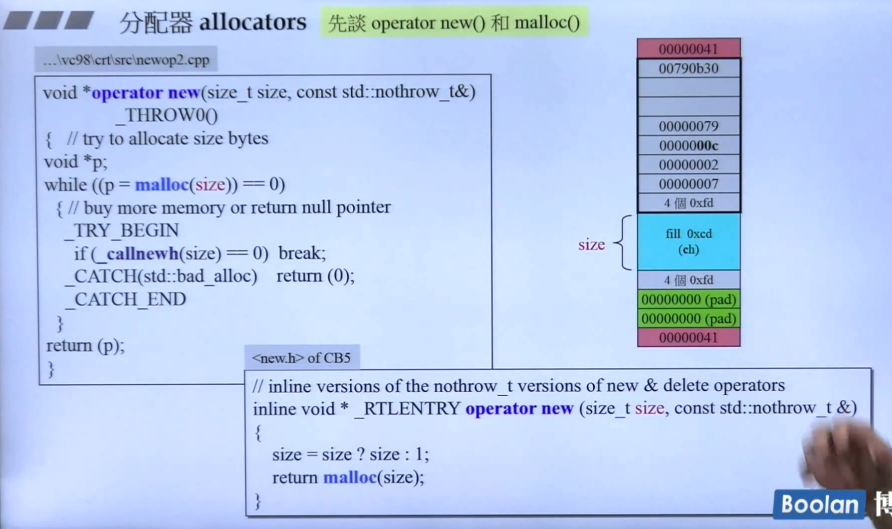 分配器 allocators
先談 operator new() 和 malloc()
...\vc98\crt\src\newop2.cpp
void *operator new(size_t size, const std::nothrow_t&)
_THROW0()
{ // try to allocate size bytes
void *p;
while ((p = malloc(size)) == 0)
{ // buy more memory or return null pointer
_TRY_BEGIN
if (_callnewh(size) == 0) break;
_CATCH(std::bad_alloc) return (0);
_CATCH_END
}
return (p);
}
<new.h> of CB5
// inline versions of the nothrow_t versions of new & delete operators
inline void * _RTLENTRY operator new (size_t size, const std::nothrow_t &)
{
size = size ? size : 1;
return malloc(size);
}
00000041
00790b30
00000079
0000000c
00000002
00000007
4 個 0xfd
size
fill 0xcd
(ch)
4 個 0xfd
00000000 (pad)
00000000 (pad)
00000041
Boolan 博